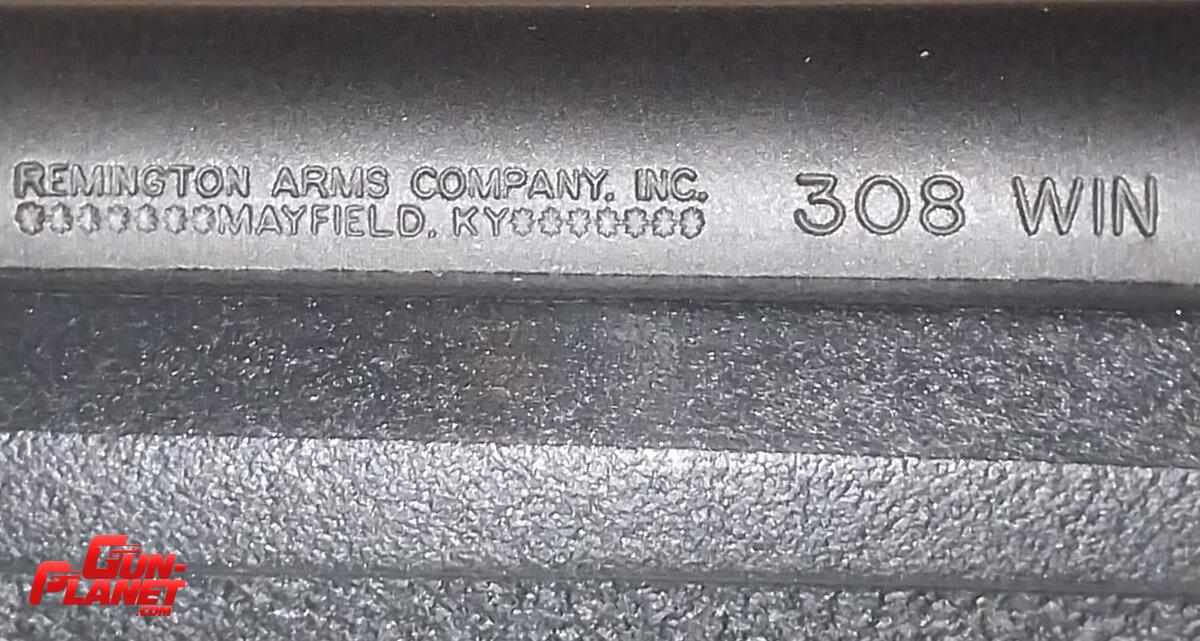 REMINGTON ARMS COMPANY, INC.
MAYFIELD, KY
308 WIN
GUN-
PLANET
.COM